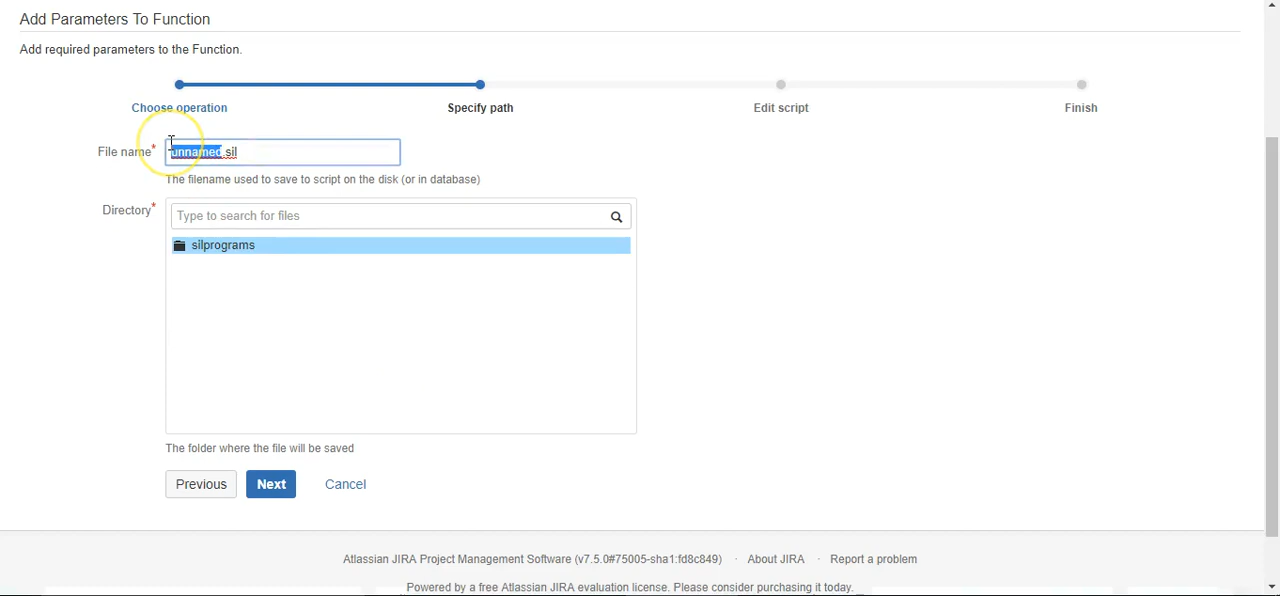 Add Parameters To Function
Add required parameters to the Function.
Choose operation
Specify path
Edit script
Finish
File name*
unnamed.sil
The filename used to save to script on the disk (or in database)
Directory*
Type to search for files
silprograms
The folder where the file will be saved
Previous
Next
Cancel
Atlassian JIRA Project Management Software (v7.5.0#75005-sha1:fd8c849) · About JIRA · Report a problem
Powered by a free Atlassian JIRA evaluation license. Please consider purchasing it today.